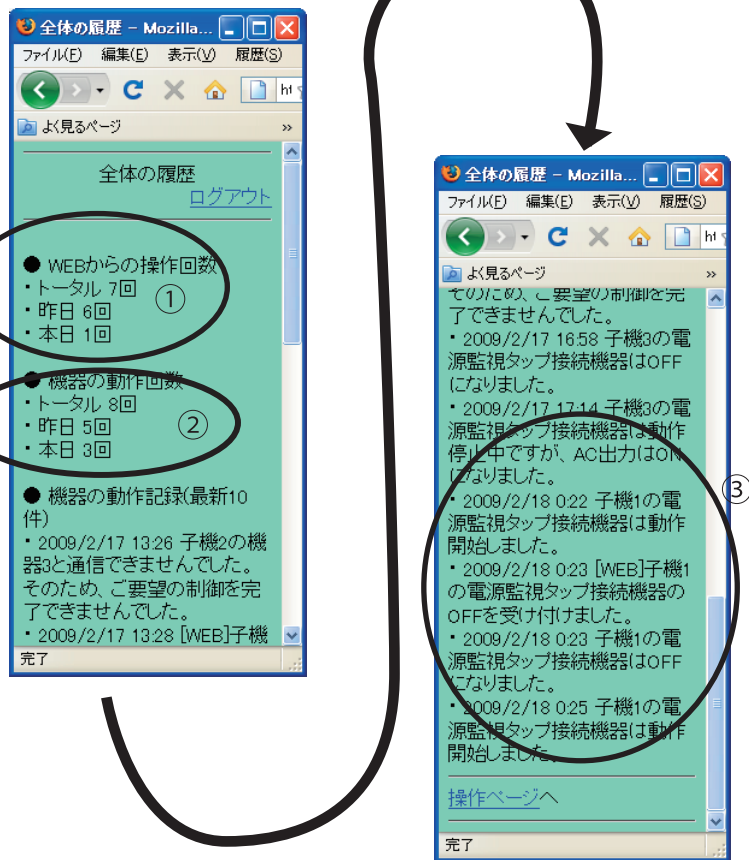 全体の履歴 - Mozilla...
ファイル(F) 編集(E) 表示(V) 履歴(S)
ht
よく見るページ »
全体の履歴
ログアウト
● WEBからの操作回数
・トータル 7回
・昨日 6回
・本日 1回
①
● 機器の動作回数
・トータル 8回
・昨日 5回
・本日 3回
②
● 機器の動作記録(最新10
件)
・2009/2/17 13:26 子機2の機
器3と通信できませんでした。
そのため、ご要望の制御を完
了できませんでした。
・2009/2/17 13:28 [WEB]子機
完了
全体の履歴 - Mozilla...
ファイル(F) 編集(E) 表示(V) 履歴(S)
ht
よく見るページ »
そのため、ご要望の制御を完
了できませんでした。
・2009/2/17 16:58 子機3の電
源監視タップ接続機器はOFF
になりました。
・2009/2/17 17:14 子機3の電
源監視タップ接続機器は動作
停止中ですが、AC出力はON
になりました。
・2009/2/18 0:22 子機1の電
源監視タップ接続機器は動作
開始しました。
・2009/2/18 0:23 [WEB]子機1
の電源監視タップ接続機器の
OFFを受け付けました。
・2009/2/18 0:23 子機1の電
源監視タップ接続機器はOFF
になりました。
・2009/2/18 0:25 子機1の電
源監視タップ接続機器は動作
開始しました。
③
操作ページへ
完了